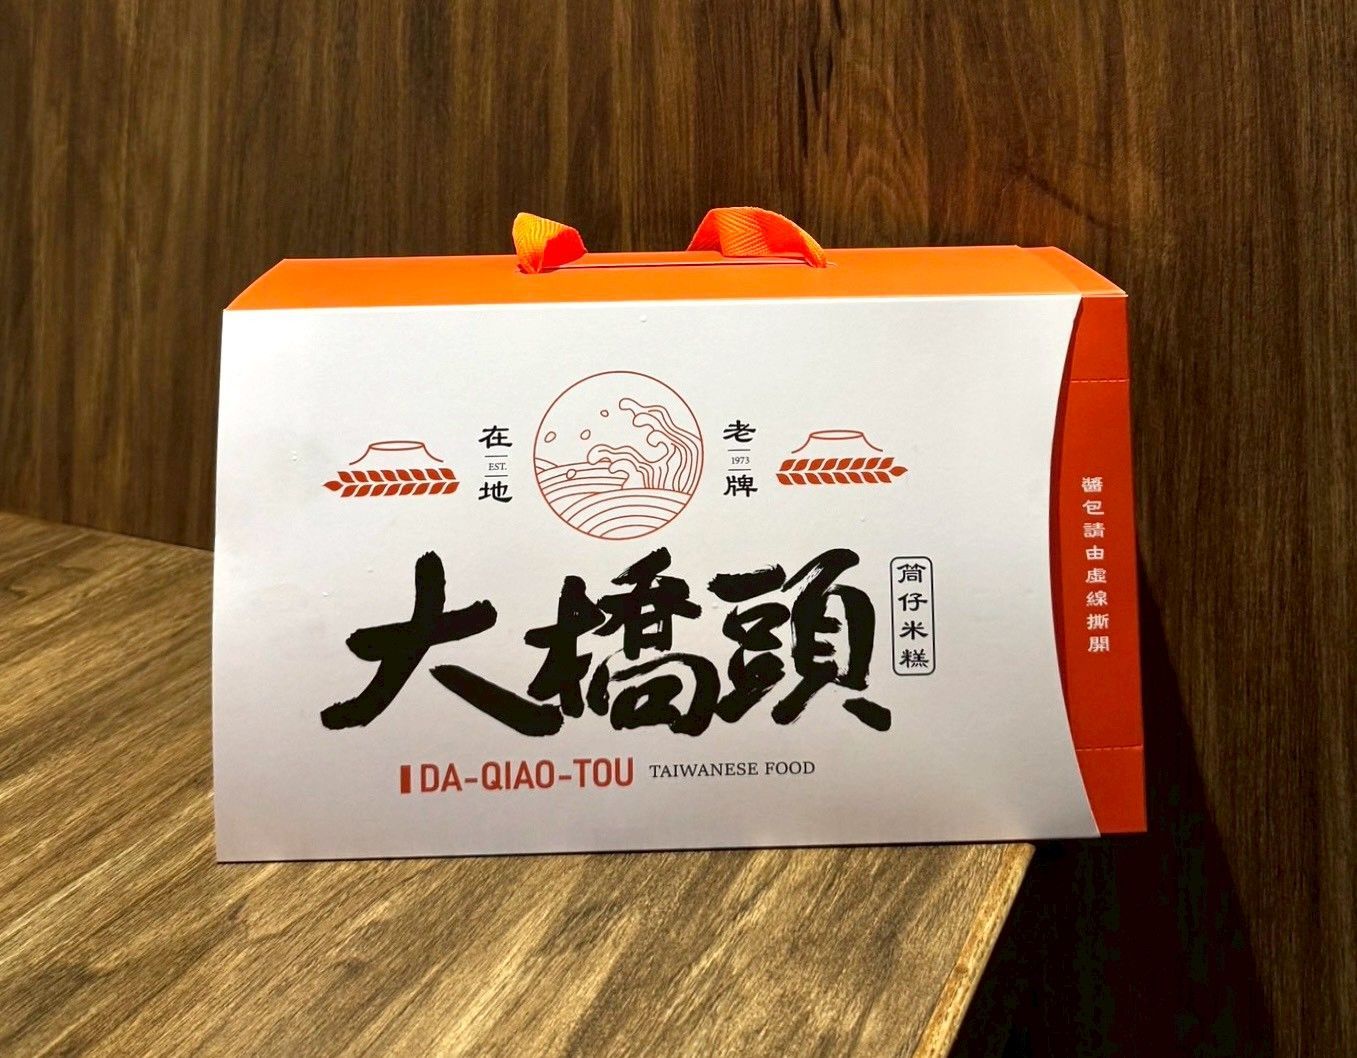 在地
EST.
老牌
1973
大橋頭
筒仔米糕
DA-QIAO-TOU TAIWANESE FOOD
醬包請由虛線撕開